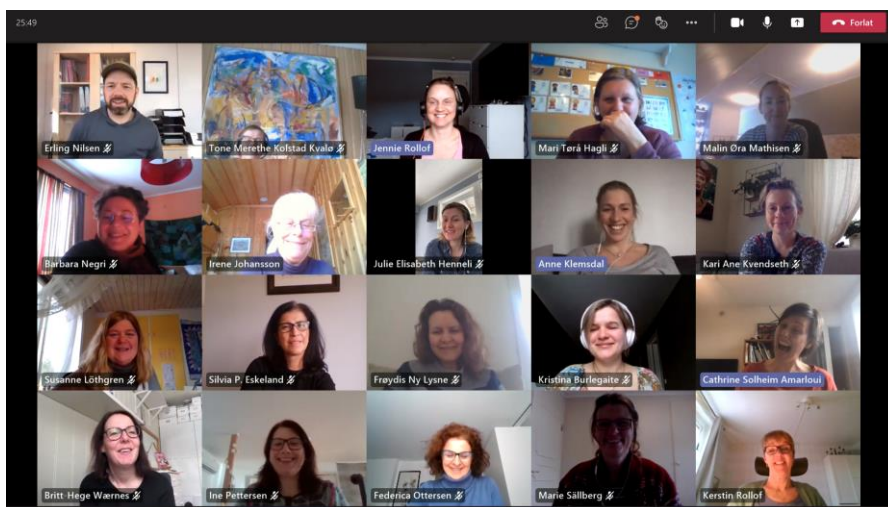 25:49
Forlat
Erling Nilsen
Tone Merethe Kofstad Kvalø
Jennie Rollof
Mari Torå Hagli
Malin Øra Mathisen
Barbara Negri
Irene Johansson
Julie Elisabeth Henneli
Anne Klemsdal
Kari Ane Kvendseth
Susanne Löthgren
Silvia P. Eskeland
Frøydis Ny Lysne
Kristina Burlegaite
Cathrine Solheim Amarloui
Britt-Hege Wærnes
Ine Pettersen
Federica Ottersen
Marie Sällberg
Kerstin Rollof